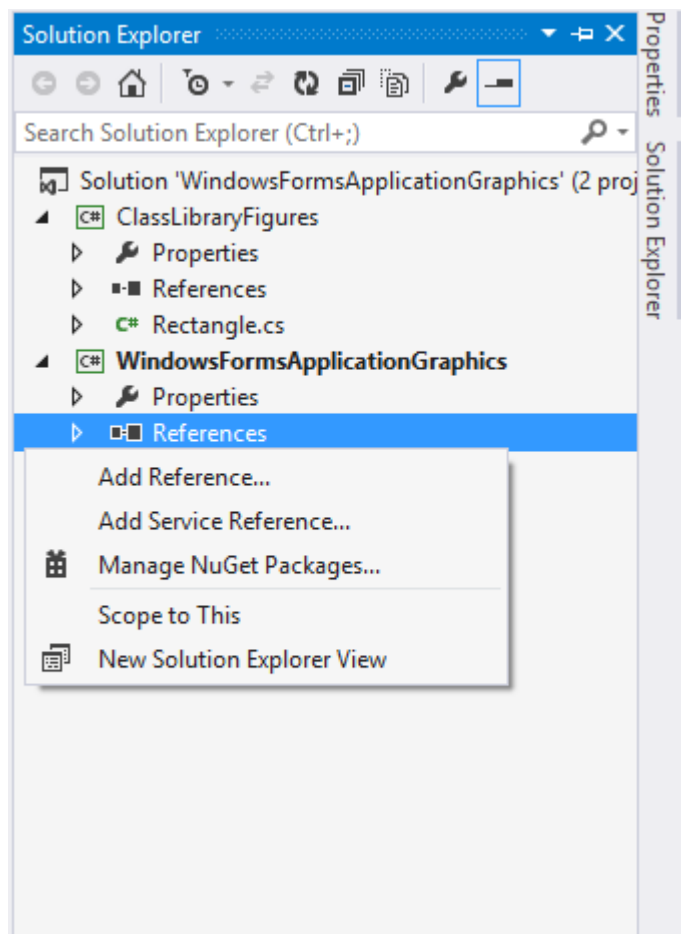 Solution Explorer
Search Solution Explorer (Ctrl+;)
Solution 'WindowsFormsApplicationGraphics' (2 proj
C# ClassLibraryFigures
Properties
References
C# Rectangle.cs
C# WindowsFormsApplicationGraphics
Properties
References
Add Reference...
Add Service Reference...
Manage NuGet Packages...
Scope to This
New Solution Explorer View
Properties
Solution Explorer